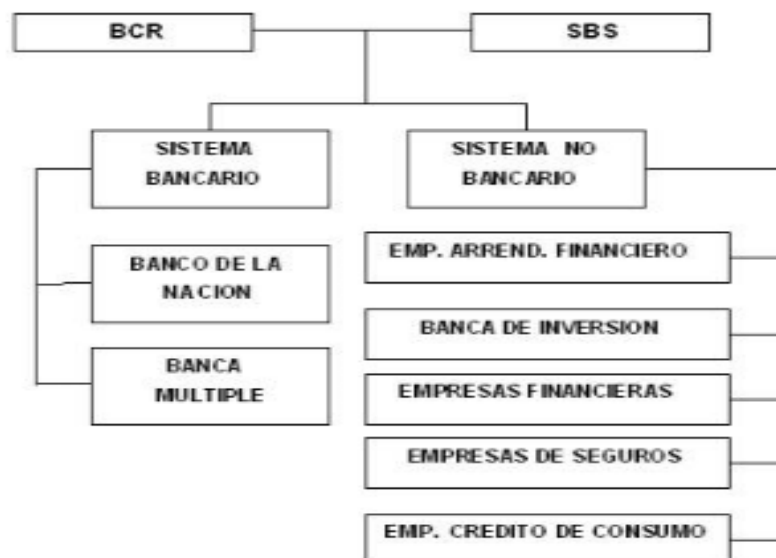 BCR
SBS
SISTEMA
BANCARIO
SISTEMA NO
BANCARIO
BANCO DE LA
NACION
BANCA
MULTIPLE
EMP. ARREND. FINANCIERO
BANCA DE INVERSION
EMPRESAS FINANCIERAS
EMPRESAS DE SEGUROS
EMP. CREDITO DE CONSUMO